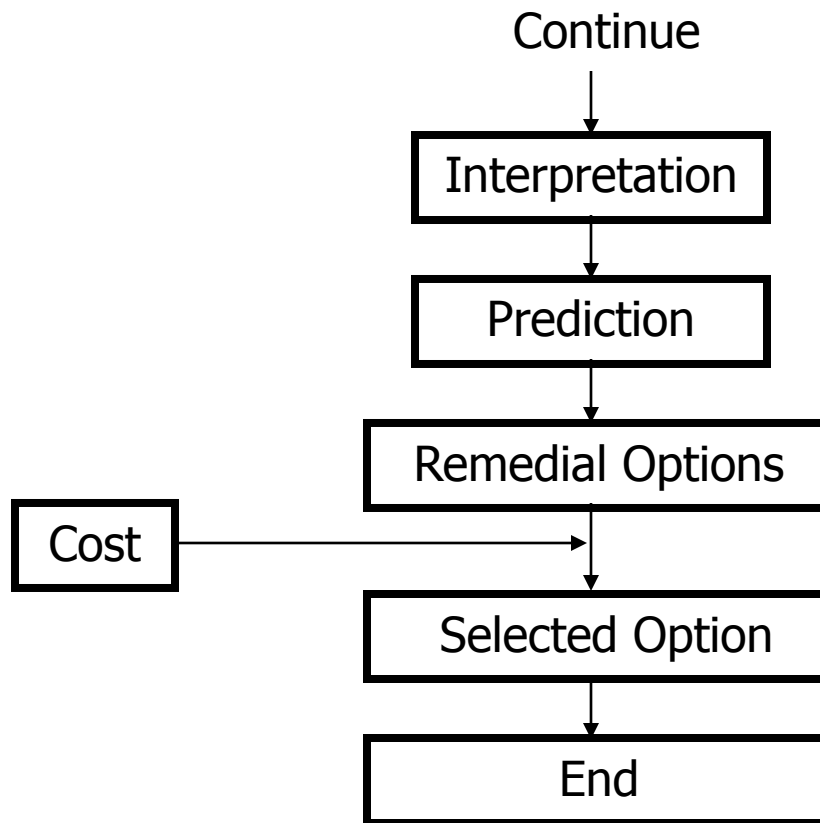 Continue
Interpretation
Prediction
Remedial Options
Cost
Selected Option
End